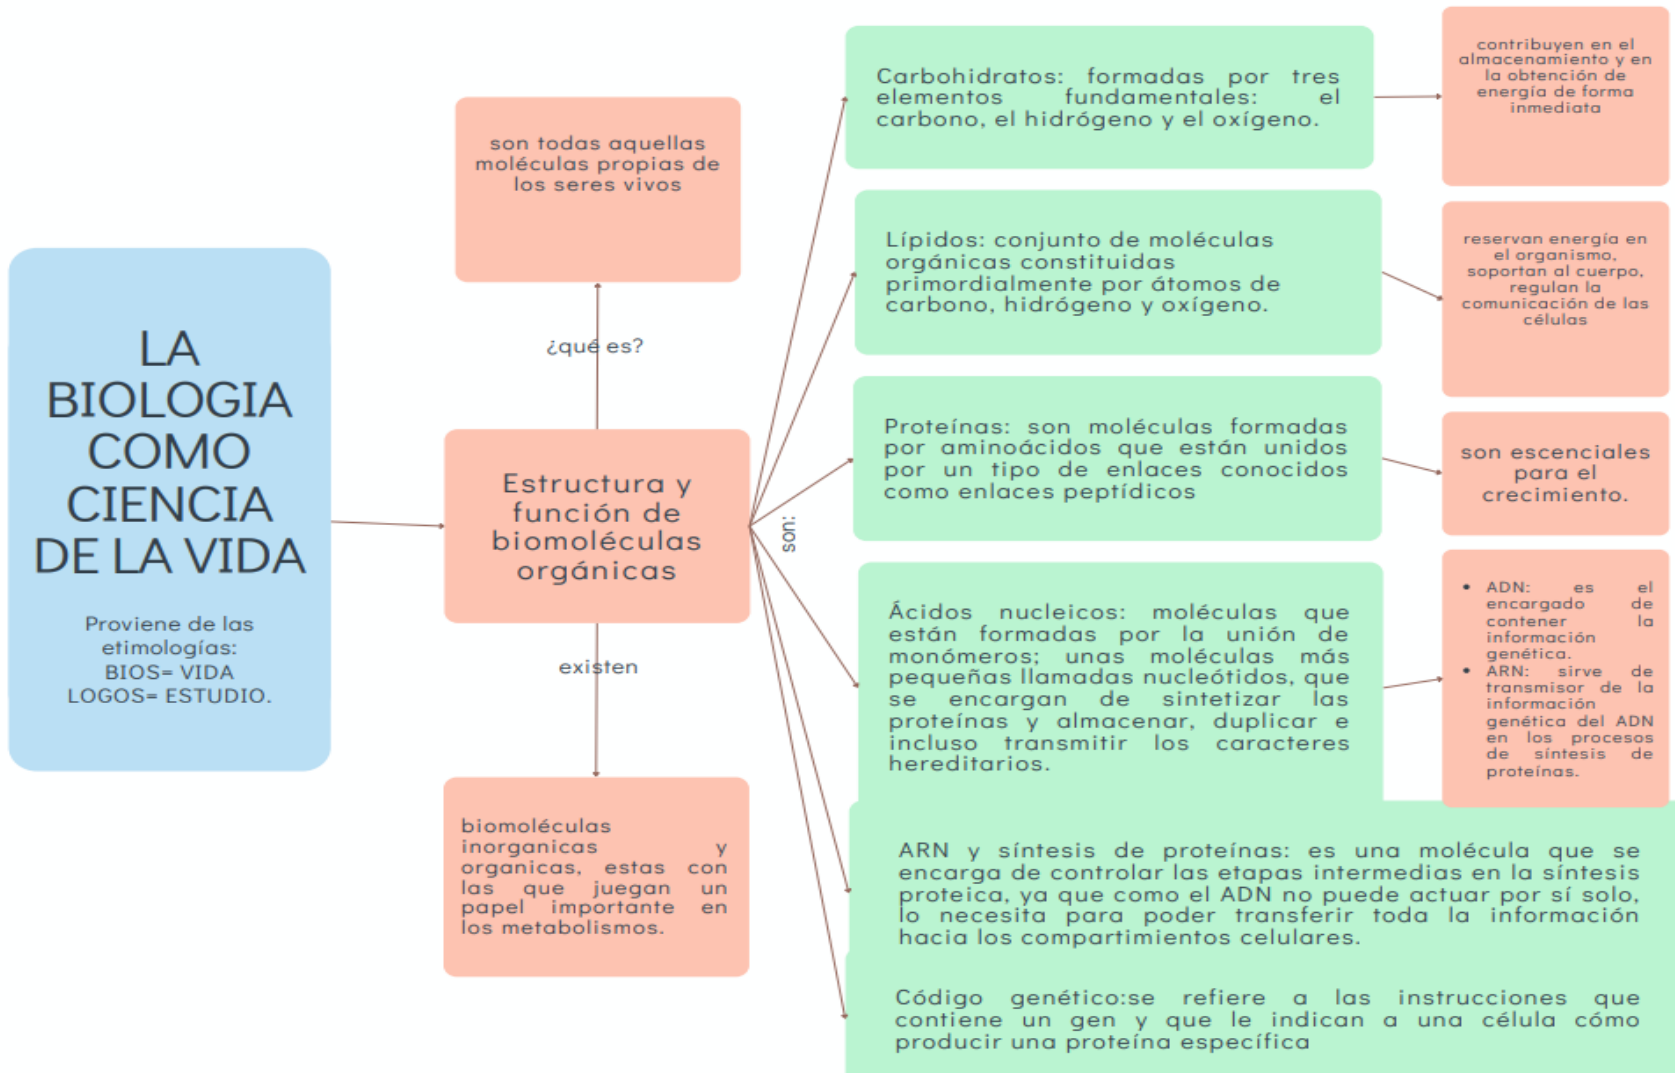 LA
BIOLOGIA
COMO
CIENCIA
DE LA VIDA
Proviene de las
etimologías:
BIOS= VIDA
LOGOS= ESTUDIO.
son todas aquellas
moléculas propias de
los seres vivos
¿qué es?
Estructura y
función de
biomoléculas
orgánicas
existen
biomoléculas
inorganicas y
organicas, estas con
las que juegan un
papel importante en
los metabolismos.
son:
Carbohidratos: formadas por tres
elementos fundamentales: el
carbono, el hidrógeno y el oxígeno.
contribuyen en el
almacenamiento y en
la obtención de
energía de forma
inmediata
Lípidos: conjunto de moléculas
orgánicas constituidas
primordialmente por átomos de
carbono, hidrógeno y oxígeno.
reservan energía en
el organismo,
soportan al cuerpo,
regulan la
comunicación de las
células
Proteínas: son moléculas formadas
por aminoácidos que están unidos
por un tipo de enlaces conocidos
como enlaces peptídicos
son escenciales
para el
crecimiento.
Ácidos nucleicos: moléculas que
están formadas por la unión de
monómeros; unas moléculas más
pequeñas llamadas nucleótidos, que
se encargan de sintetizar las
proteínas y almacenar, duplicar e
incluso transmitir los caracteres
hereditarios.
• ADN: es el
encargado de
contener la
información
genética.
• ARN: sirve de
transmisor de la
información
genética del ADN
en los procesos
de síntesis de
proteínas.
ARN y síntesis de proteínas: es una molécula que se
encarga de controlar las etapas intermedias en la síntesis
proteica, ya que como el ADN no puede actuar por sí solo,
lo necesita para poder transferir toda la información
hacia los compartimientos celulares.
Código genético:se refiere a las instrucciones que
contiene un gen y que le indican a una célula cómo
producir una proteína específica